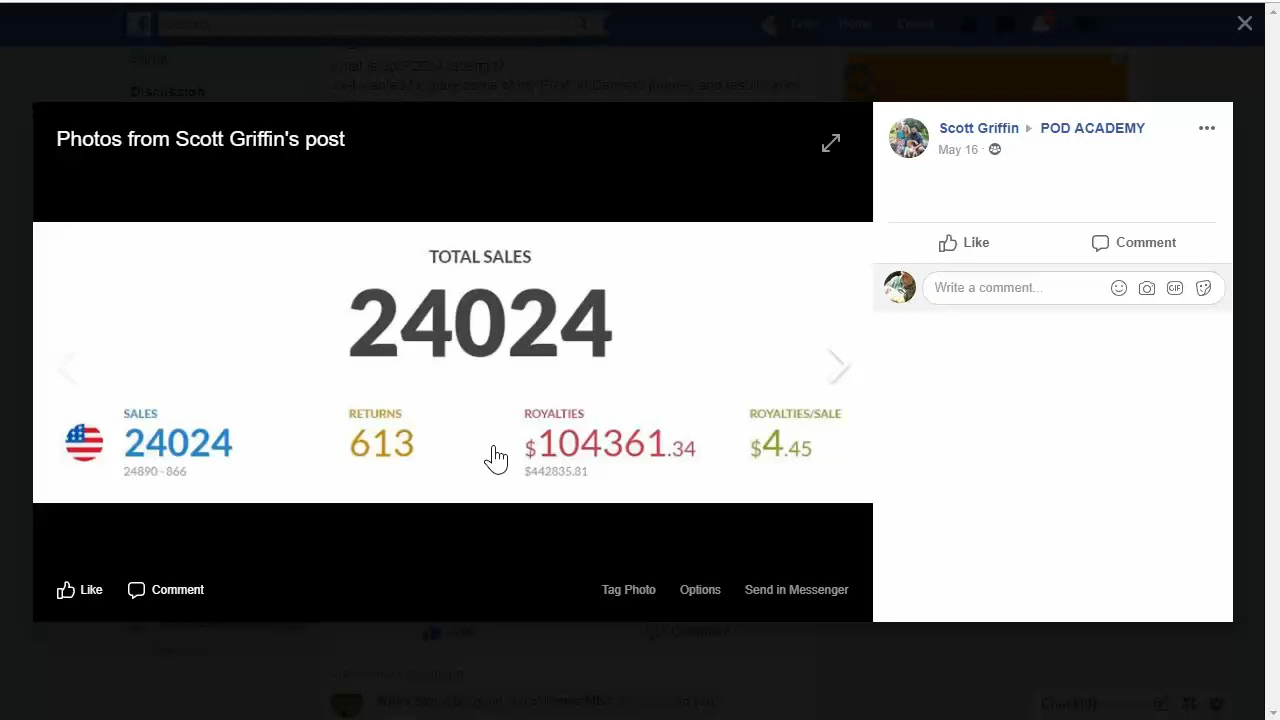 Discussion
Photos from Scott Griffin's post
TOTAL SALES
24024
SALES
24024
24890 - 866
RETURNS
613
ROYALTIES
$104361.34
$442835.81
ROYALTIES/SALE
$4.45
Like
Comment
Tag Photo
Options
Send in Messenger
Scott Griffin ▸ POD ACADEMY
May 16 ·
Like
Comment
Write a comment...
GIF